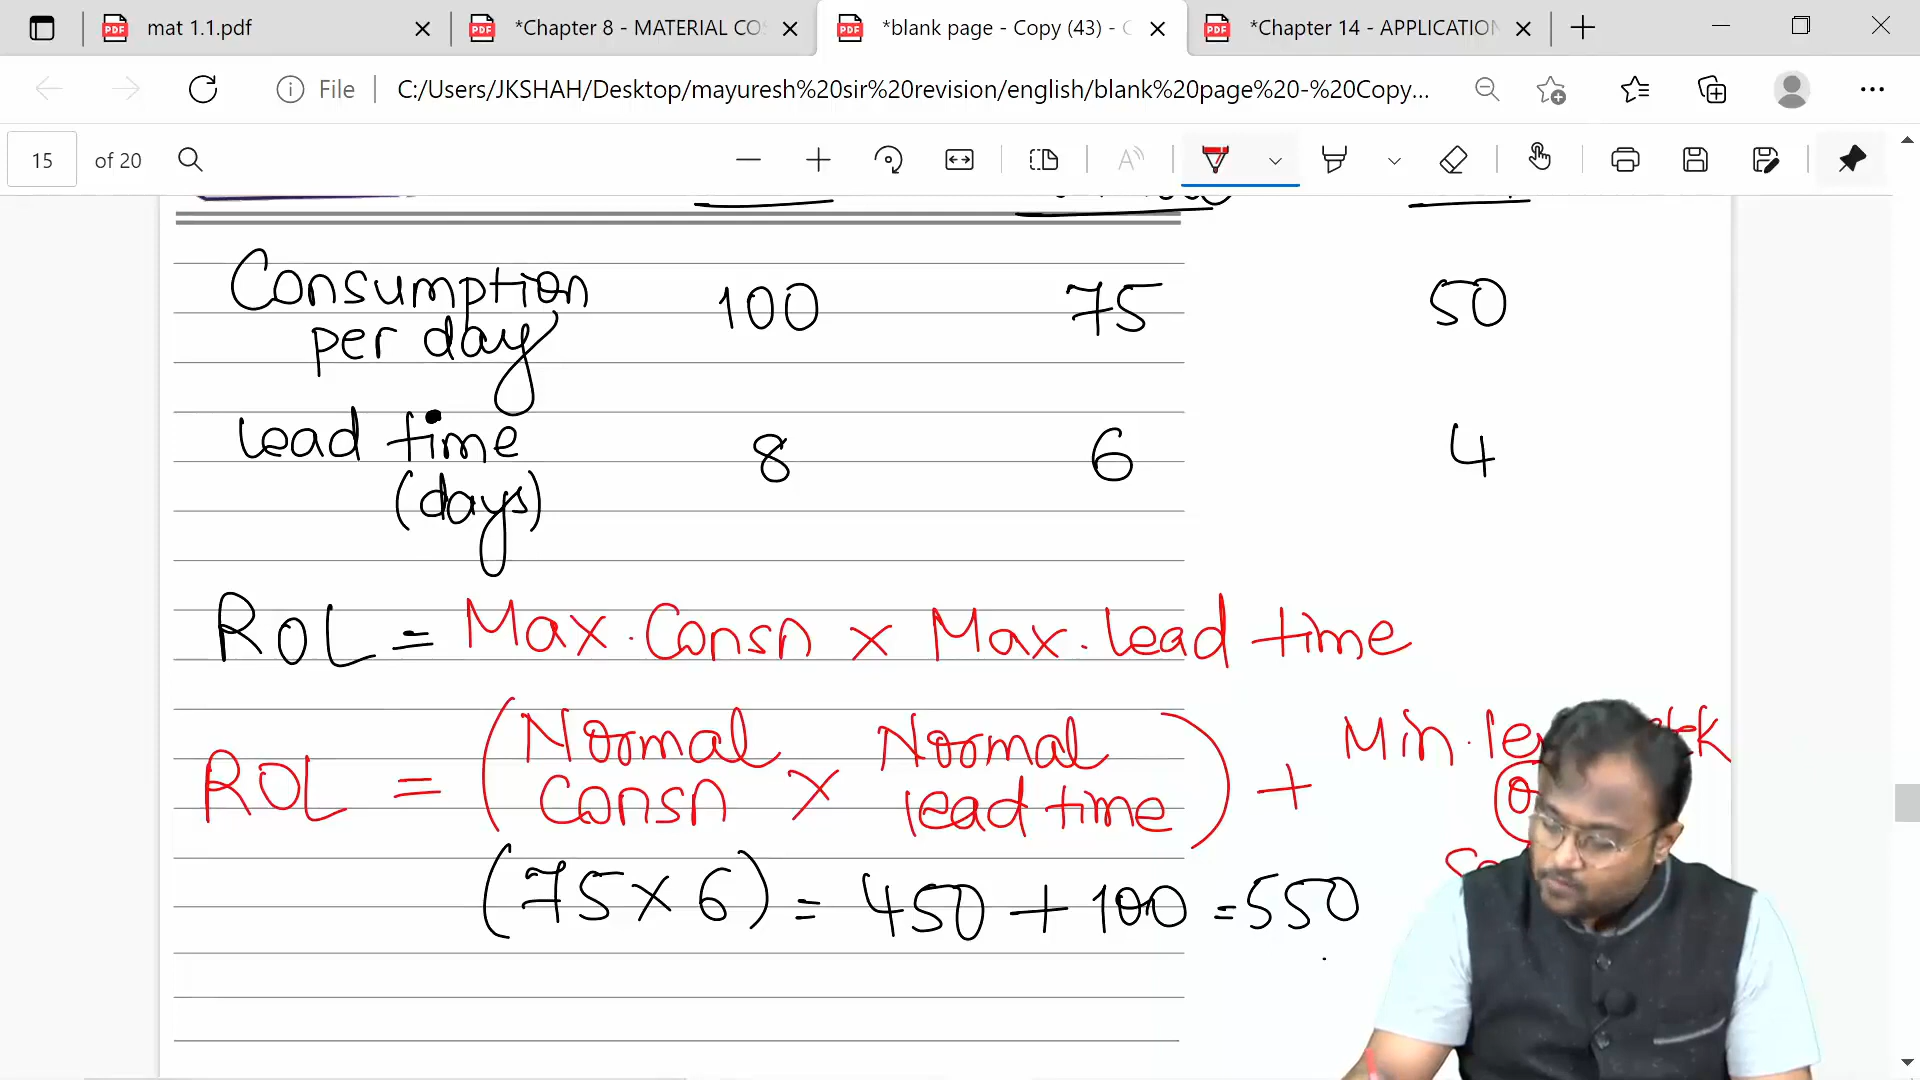 mat 1.1.pdf
*Chapter 8 - MATERIAL CO
*blank page - Copy (43) -
*Chapter 14 - APPLICATION
File
C:/Users/JKSHAH/Desktop/mayuresh%20sir%20revision/english/blank%20page%20-%20Copy...
15 of 20
Consumption per day 100 75 50
lead time (days) 8 6 4
ROL = Max. Consn x Max. lead time
ROL = (Normal Consn x Normal lead time) + Min.
(75 x 6) = 450 + 100 = 550